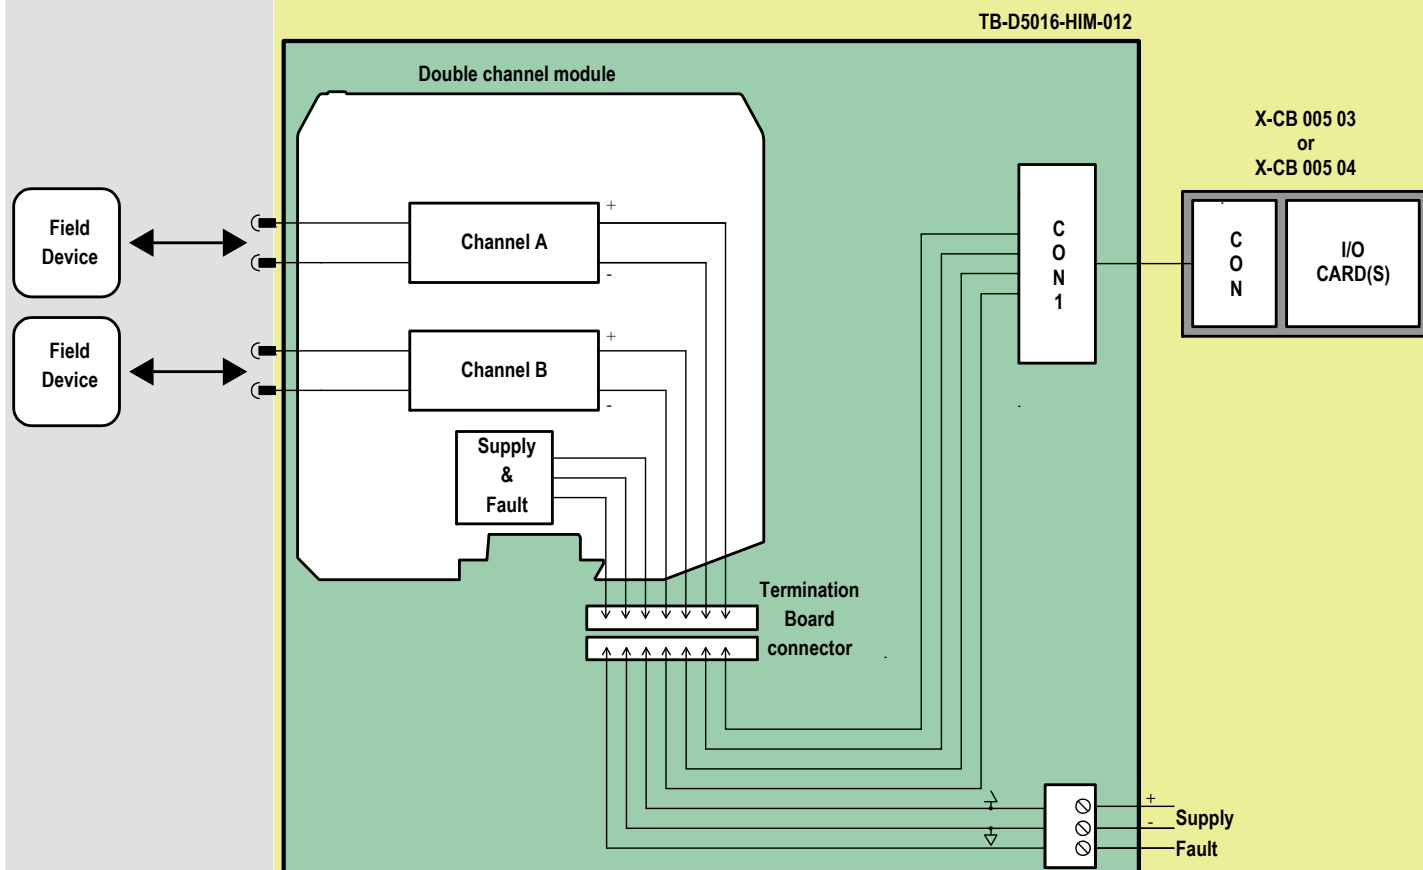 TB-D5016-HIM-012
Double channel module
X-CB 005 03
or
X-CB 005 04
Field
Device
+
Channel A
-
C
O
N
1
C
O
N
I/O
CARD(S)
Field
Device
+
Channel B
-
Supply
&
Fault
Termination
Board
connector
+
-
Supply
Fault